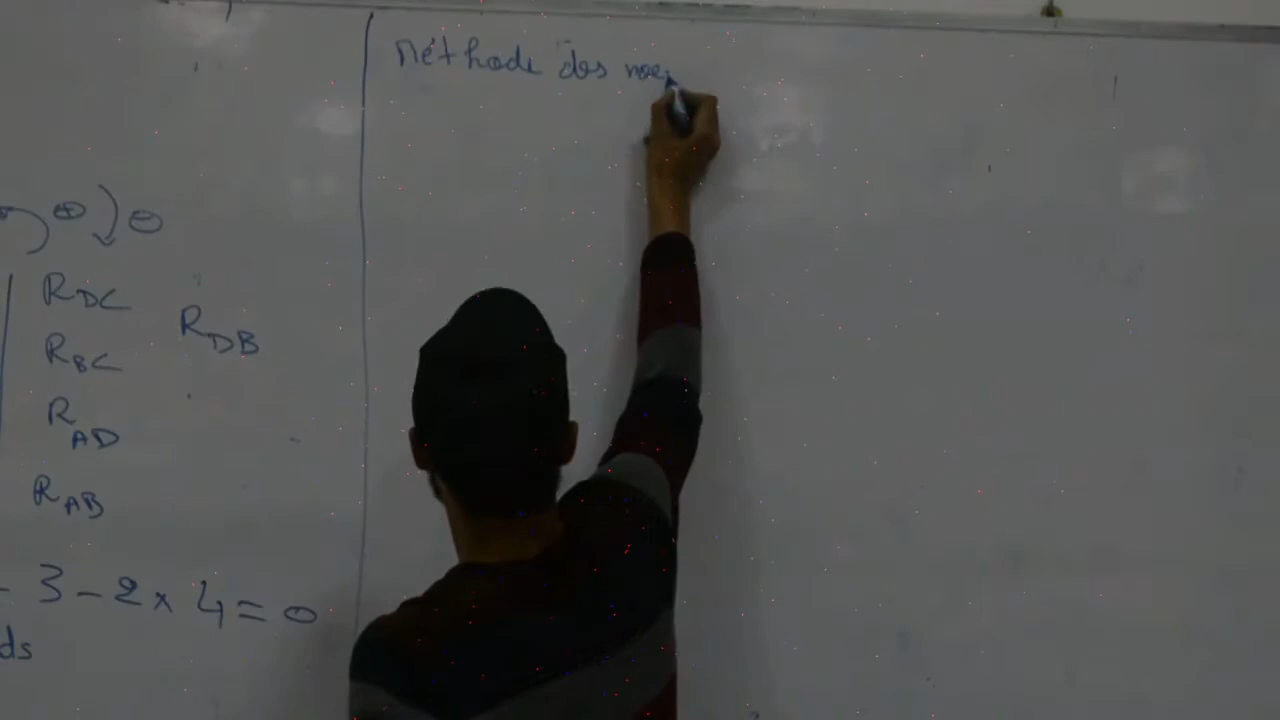 Méthode des noe
⊕ ⊖
R_DC
R_DB
R_BC
R_AD
R_AB
- 3 - 2 x 4 = 0
ds